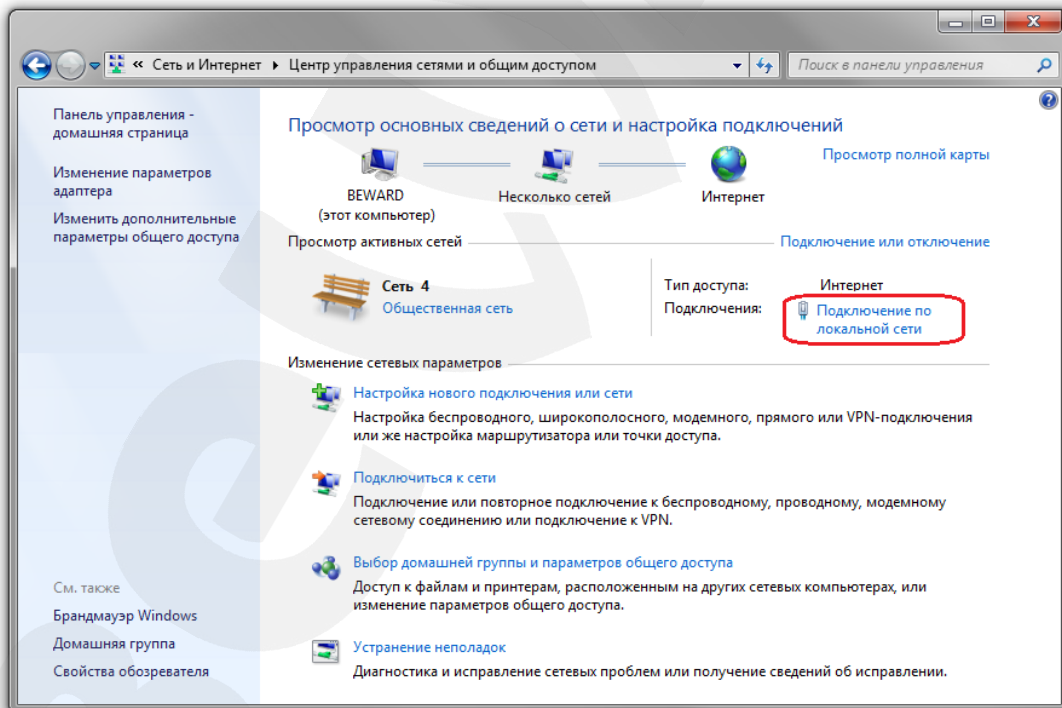 « Сеть и Интернет ▸ Центр управления сетями и общим доступом
Поиск в панели управления
Панель управления -
домашняя страница
Изменение параметров
адаптера
Изменить дополнительные
параметры общего доступа
Просмотр основных сведений о сети и настройка подключений
Просмотр полной карты
BEWARD
(этот компьютер)
Несколько сетей
Интернет
Просмотр активных сетей
Подключение или отключение
Сеть 4
Общественная сеть
Тип доступа: Интернет
Подключения: Подключение по
локальной сети
Изменение сетевых параметров
Настройка нового подключения или сети
Настройка беспроводного, широкополосного, модемного, прямого или VPN-подключения
или же настройка маршрутизатора или точки доступа.
Подключиться к сети
Подключение или повторное подключение к беспроводному, проводному, модемному
сетевому соединению или подключение к VPN.
Выбор домашней группы и параметров общего доступа
Доступ к файлам и принтерам, расположенным на других сетевых компьютерах, или
изменение параметров общего доступа.
Устранение неполадок
Диагностика и исправление сетевых проблем или получение сведений об исправлении.
См. также
Брандмауэр Windows
Домашняя группа
Свойства обозревателя